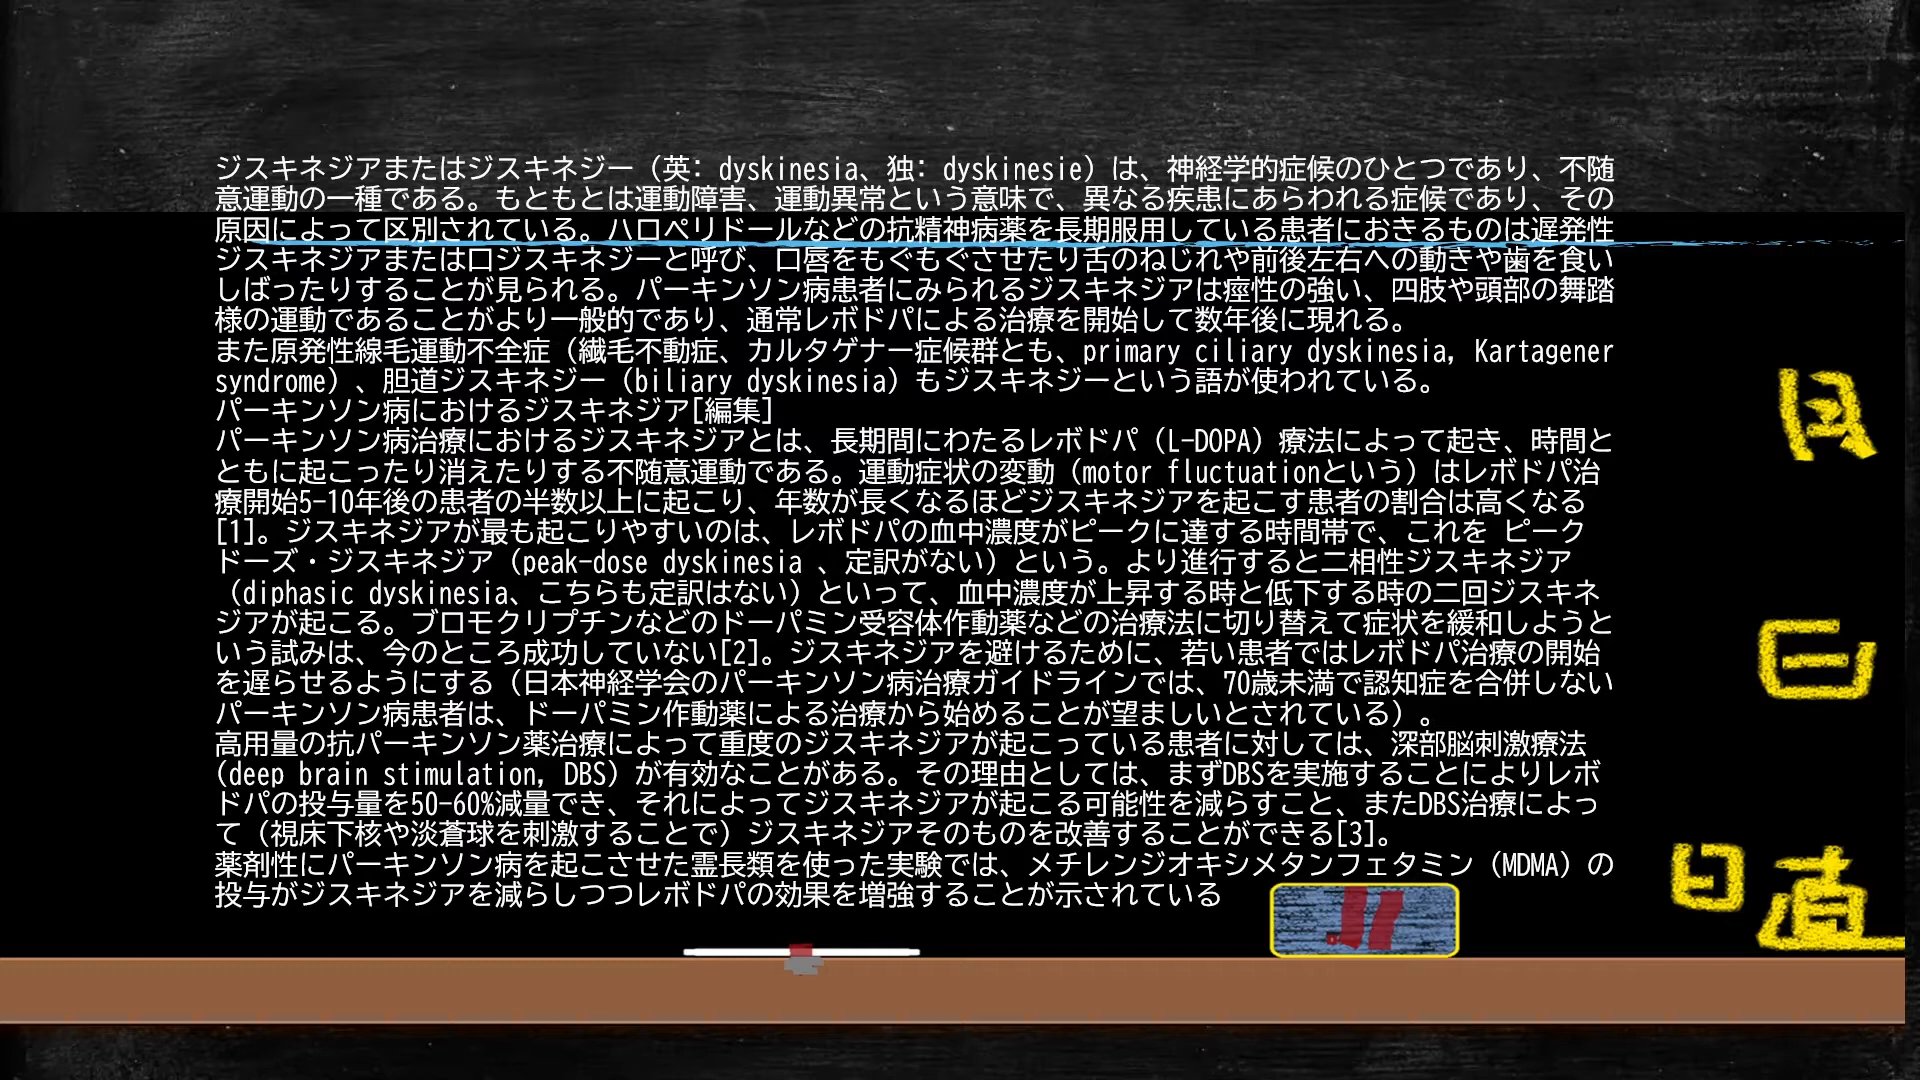 ジスキネジアまたはジスキネジー（英: dyskinesia、独: dyskinesie）は、神経学的症候のひとつであり、不随
意運動の一種である。もともとは運動障害、運動異常という意味で、異なる疾患にあらわれる症候であり、その
原因によって区別されている。ハロペリドールなどの抗精神病薬を長期服用している患者におきるものは遅発性
ジスキネジアまたは口ジスキネジーと呼び、口唇をもぐもぐさせたり舌のねじれや前後左右への動きや歯を食い
しばったりすることが見られる。パーキンソン病患者にみられるジスキネジアは痙性の強い、四肢や頭部の舞踏
様の運動であることがより一般的であり、通常レボドパによる治療を開始して数年後に現れる。
また原発性線毛運動不全症（繊毛不動症、カルタゲナー症候群とも、primary ciliary dyskinesia, Kartagener
syndrome）、胆道ジスキネジー（biliary dyskinesia）もジスキネジーという語が使われている。
パーキンソン病におけるジスキネジア[編集]
パーキンソン病治療におけるジスキネジアとは、長期間にわたるレボドパ（L-DOPA）療法によって起き、時間と
ともに起こったり消えたりする不随意運動である。運動症状の変動（motor fluctuationという）はレボドパ治
療開始5-10年後の患者の半数以上に起こり、年数が長くなるほどジスキネジアを起こす患者の割合は高くなる
[1]。ジスキネジアが最も起こりやすいのは、レボドパの血中濃度がピークに達する時間帯で、これを ピーク
ドーズ・ジスキネジア（peak-dose dyskinesia 、定訳がない）という。より進行すると二相性ジスキネジア
（diphasic dyskinesia、こちらも定訳はない）といって、血中濃度が上昇する時と低下する時の二回ジスキネ
ジアが起こる。ブロモクリプチンなどのドーパミン受容体作動薬などの治療法に切り替えて症状を緩和しようと
いう試みは、今のところ成功していない[2]。ジスキネジアを避けるために、若い患者ではレボドパ治療の開始
を遅らせるようにする（日本神経学会のパーキンソン病治療ガイドラインでは、70歳未満で認知症を合併しない
パーキンソン病患者は、ドーパミン作動薬による治療から始めることが望ましいとされている）。
高用量の抗パーキンソン薬治療によって重度のジスキネジアが起こっている患者に対しては、深部脳刺激療法
(deep brain stimulation, DBS）が有効なことがある。その理由としては、まずDBSを実施することによりレボ
ドパの投与量を50-60%減量でき、それによってジスキネジアが起こる可能性を減らすこと、またDBS治療によっ
て（視床下核や淡蒼球を刺激することで）ジスキネジアそのものを改善することができる[3]。
薬剤性にパーキンソン病を起こさせた霊長類を使った実験では、メチレンジオキシメタンフェタミン（MDMA）の
投与がジスキネジアを減らしつつレボドパの効果を増強することが示されている
月
日
日直